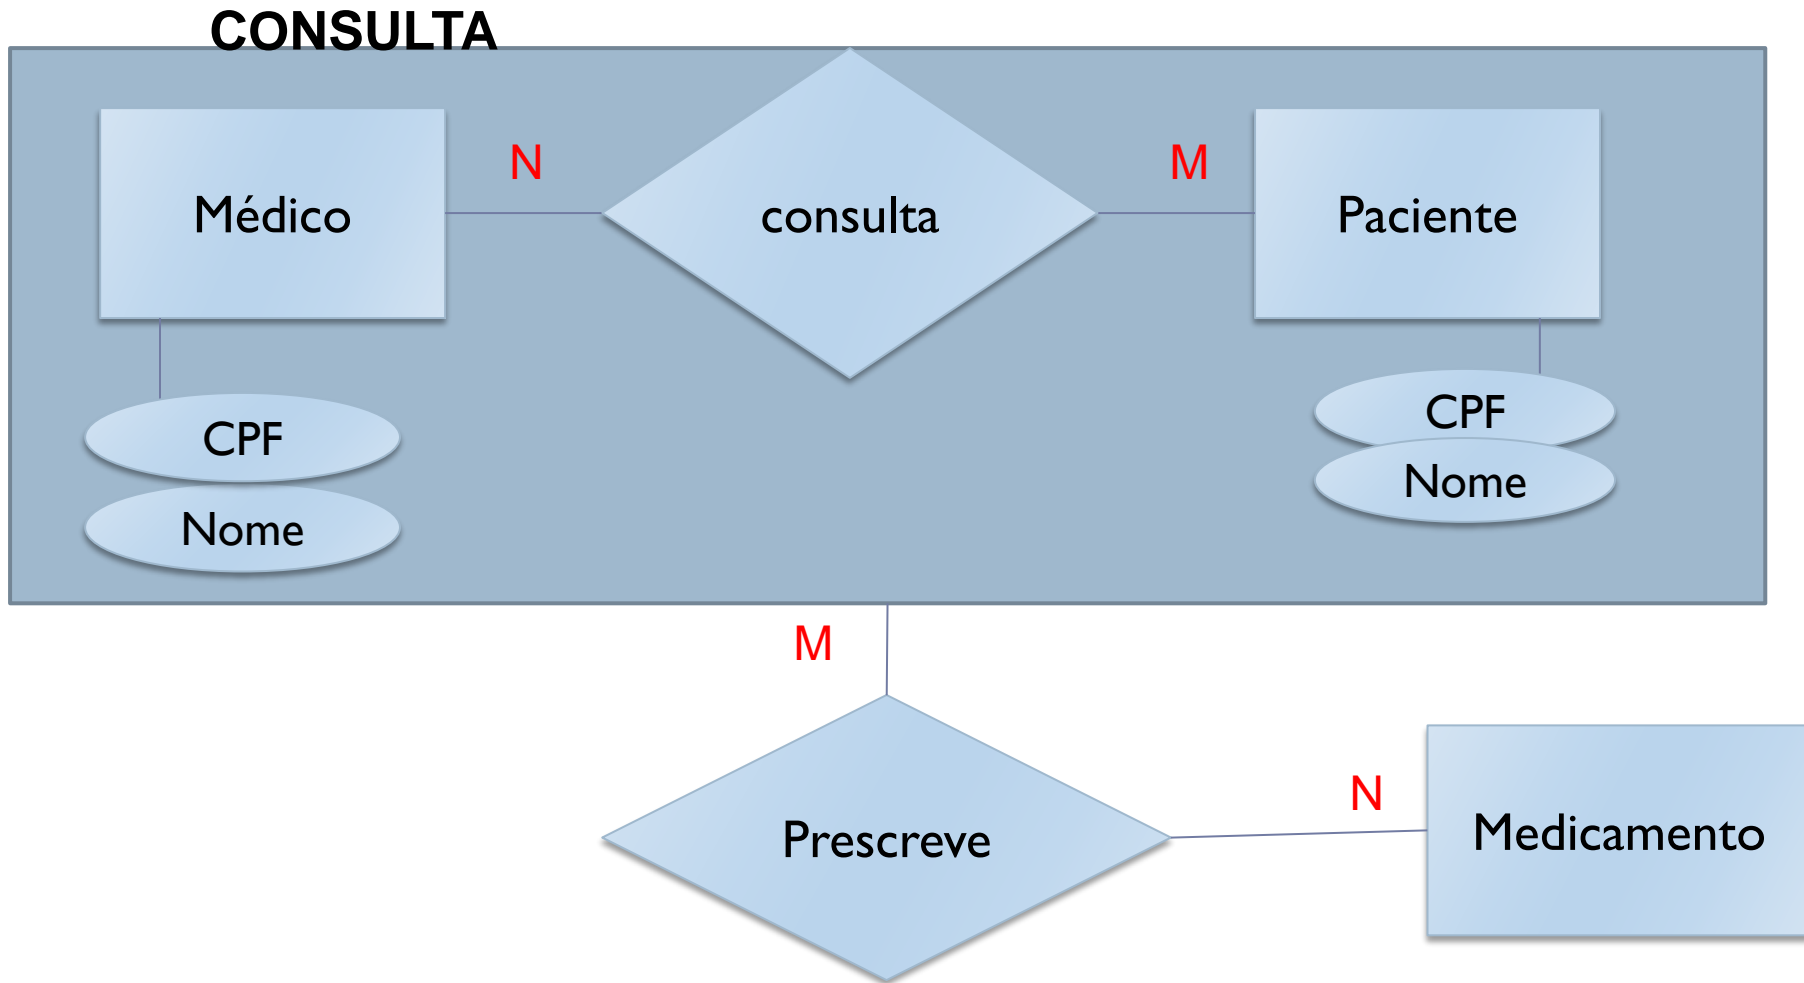 CONSULTA
Médico
N
consulta
M
Paciente
CPF
Nome
CPF
Nome
M
Prescreve
N
Medicamento